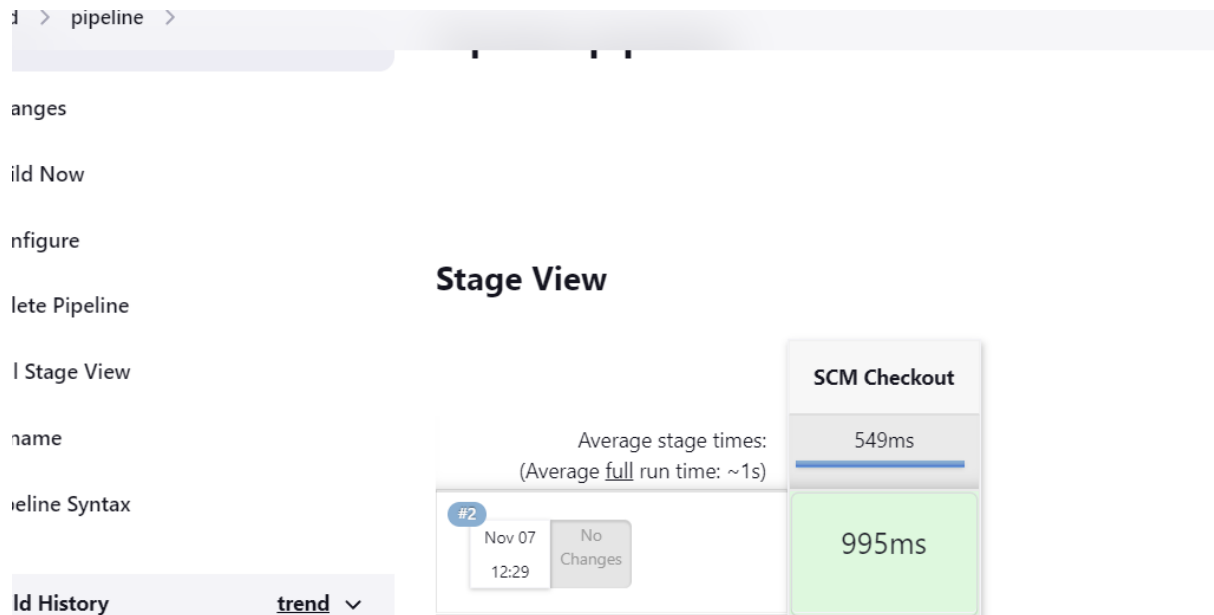 d > pipeline >
anges
ild Now
nfigure
lete Pipeline
l Stage View
name
peline Syntax
ld History
trend
Stage View
SCM Checkout
Average stage times:
549ms
(Average full run time: ~1s)
#2
Nov 07
12:29
No
Changes
995ms